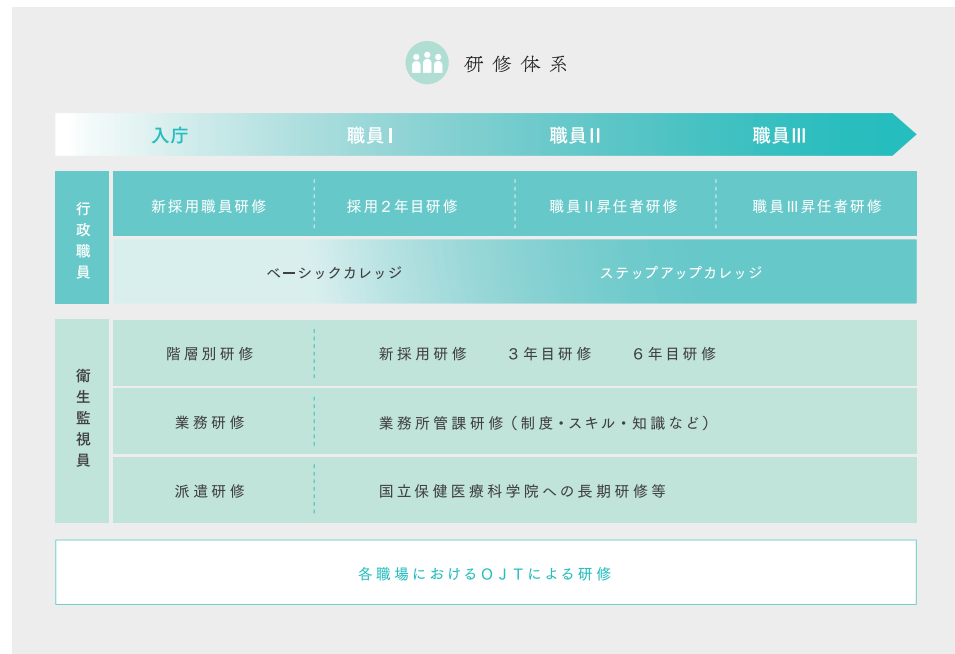 研修体系
入庁 職員Ⅰ 職員Ⅱ 職員Ⅲ
行政職員
新採用職員研修 採用2年目研修 職員Ⅱ昇任者研修 職員Ⅲ昇任者研修
ベーシックカレッジ ステップアップカレッジ
衛生監視員
階層別研修 新採用研修 3年目研修 6年目研修
業務研修 業務所管課研修(制度・スキル・知識など)
派遣研修 国立保健医療科学院への長期研修等
各職場におけるOJTによる研修